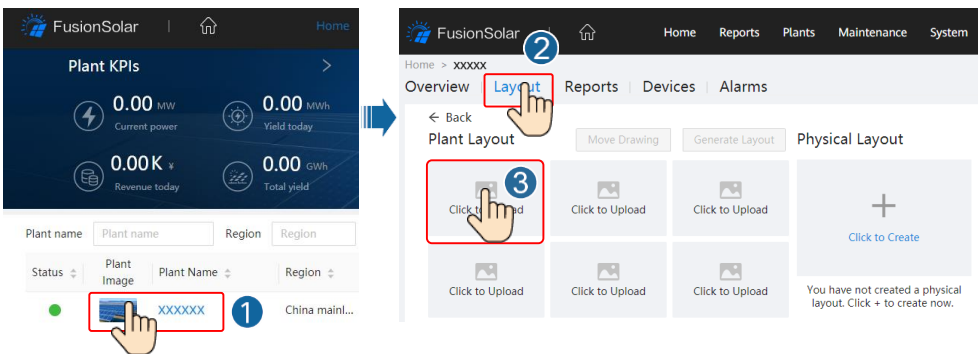 FusionSolar
Home
Plant KPIs
>
0.00 MW
Current power
0.00 MWh
Yield today
0.00K ¥
Revenue today
0.00 GWh
Total yield
Plant name
Plant name
Region
Region
Status
Plant
Image
Plant Name
Region
XXXXXX
1
China mainl...
FusionSolar
2
Home Reports Plants Maintenance System
Home > XXXXX
Overview Layout Reports Devices Alarms
← Back
Plant Layout
Move Drawing
Generate Layout
Physical Layout
3
Click to Upload
Click to Upload
Click to Upload
Click to Upload
Click to Upload
Click to Upload
+
Click to Create
You have not created a physical
layout. Click + to create now.